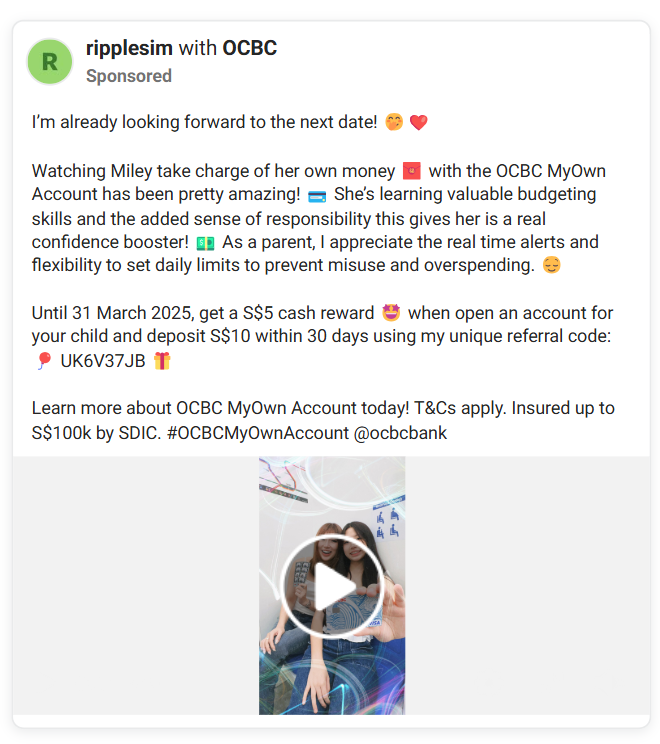 R
ripplesim with OCBC
Sponsored
I’m already looking forward to the next date! 🤭 ❤️
Watching Miley take charge of her own money 🧧 with the OCBC MyOwn
Account has been pretty amazing! 💳 She’s learning valuable budgeting
skills and the added sense of responsibility this gives her is a real
confidence booster! 💵 As a parent, I appreciate the real time alerts and
flexibility to set daily limits to prevent misuse and overspending. 😌
Until 31 March 2025, get a S$5 cash reward 🤩 when open an account for
your child and deposit S$10 within 30 days using my unique referral code:
🎈 UK6V37JB 🎁
Learn more about OCBC MyOwn Account today! T&Cs apply. Insured up to
S$100k by SDIC. #OCBCMyOwnAccount @ocbcbank
VISA